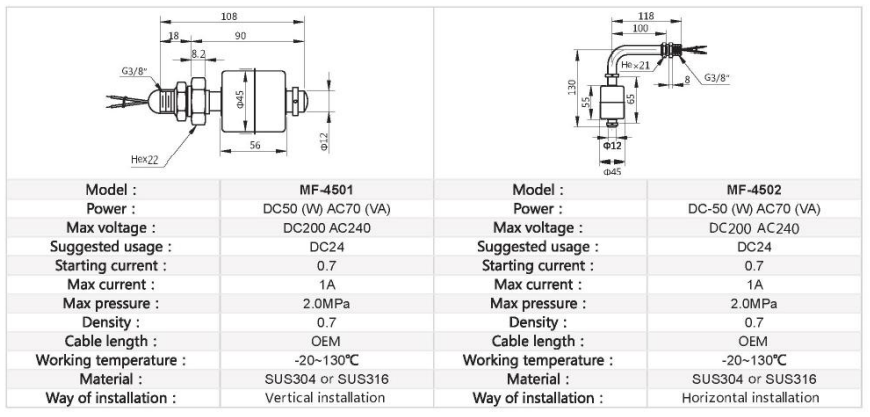 108
18 90
8.2
G3/8"
Φ45
Φ12
56
Hex22
118
100
Hex21
8
G3/8"
130
55
65
Φ12
Φ45
Model : MF-4501
Power : DC50 (W) AC70 (VA)
Max voltage : DC200 AC240
Suggested usage : DC24
Starting current : 0.7
Max current : 1A
Max pressure : 2.0MPa
Density : 0.7
Cable length : OEM
Working temperature : -20~130℃
Material : SUS304 or SUS316
Way of installation : Vertical installation
Model : MF-4502
Power : DC-50 (W) AC70 (VA)
Max voltage : DC200 AC240
Suggested usage : DC24
Starting current : 0.7
Max current : 1A
Max pressure : 2.0MPa
Density : 0.7
Cable length : OEM
Working temperature : -20~130℃
Material : SUS304 or SUS316
Way of installation : Horizontal installation